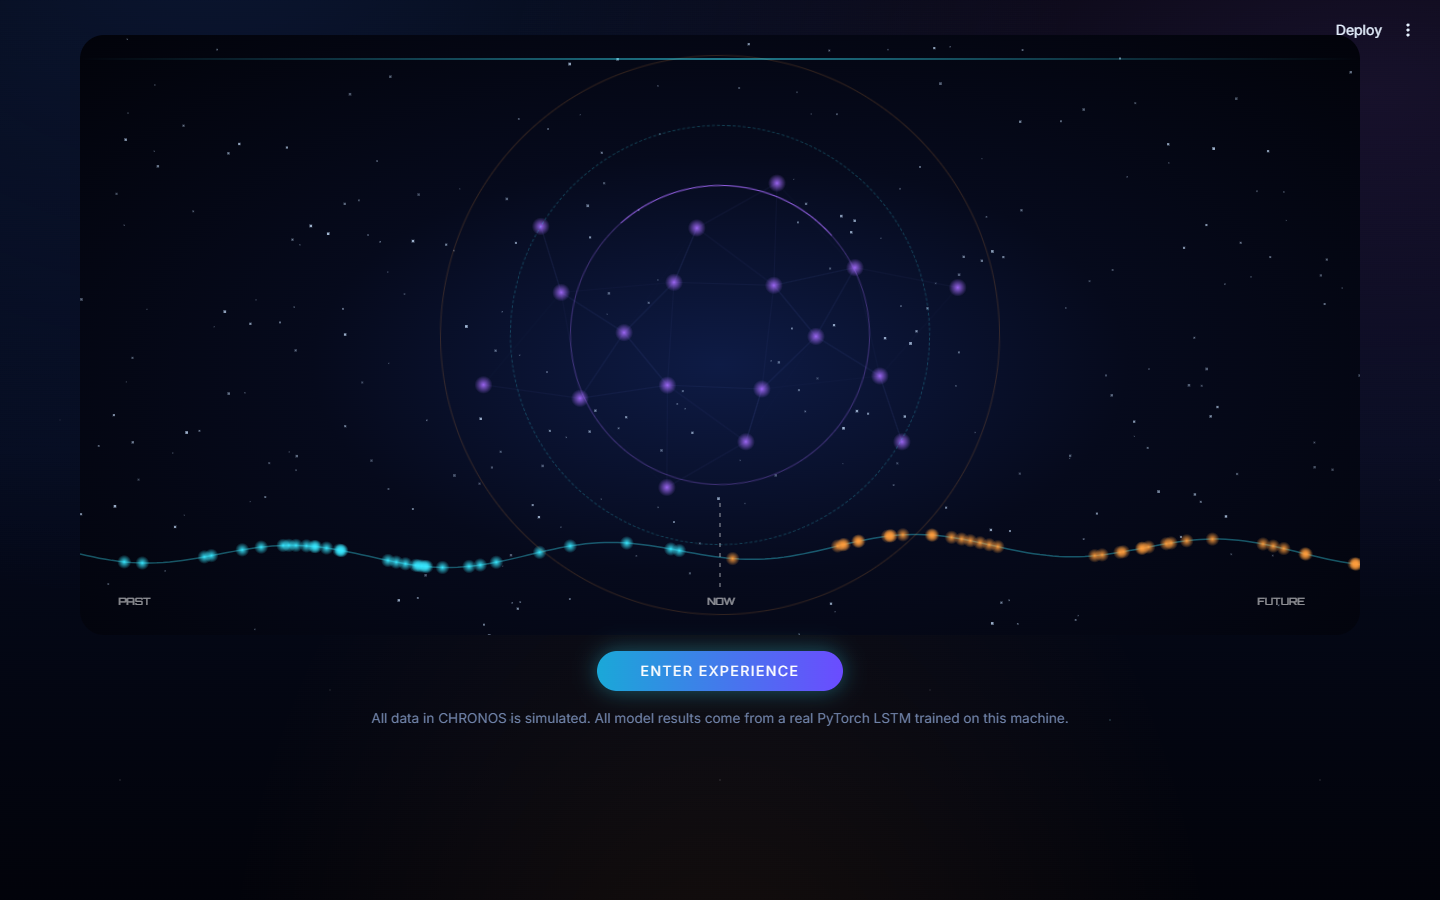 Deploy
PAST
NOW
FUTURE
ENTER EXPERIENCE
All data in CHRONOS is simulated. All model results come from a real PyTorch LSTM trained on this machine.